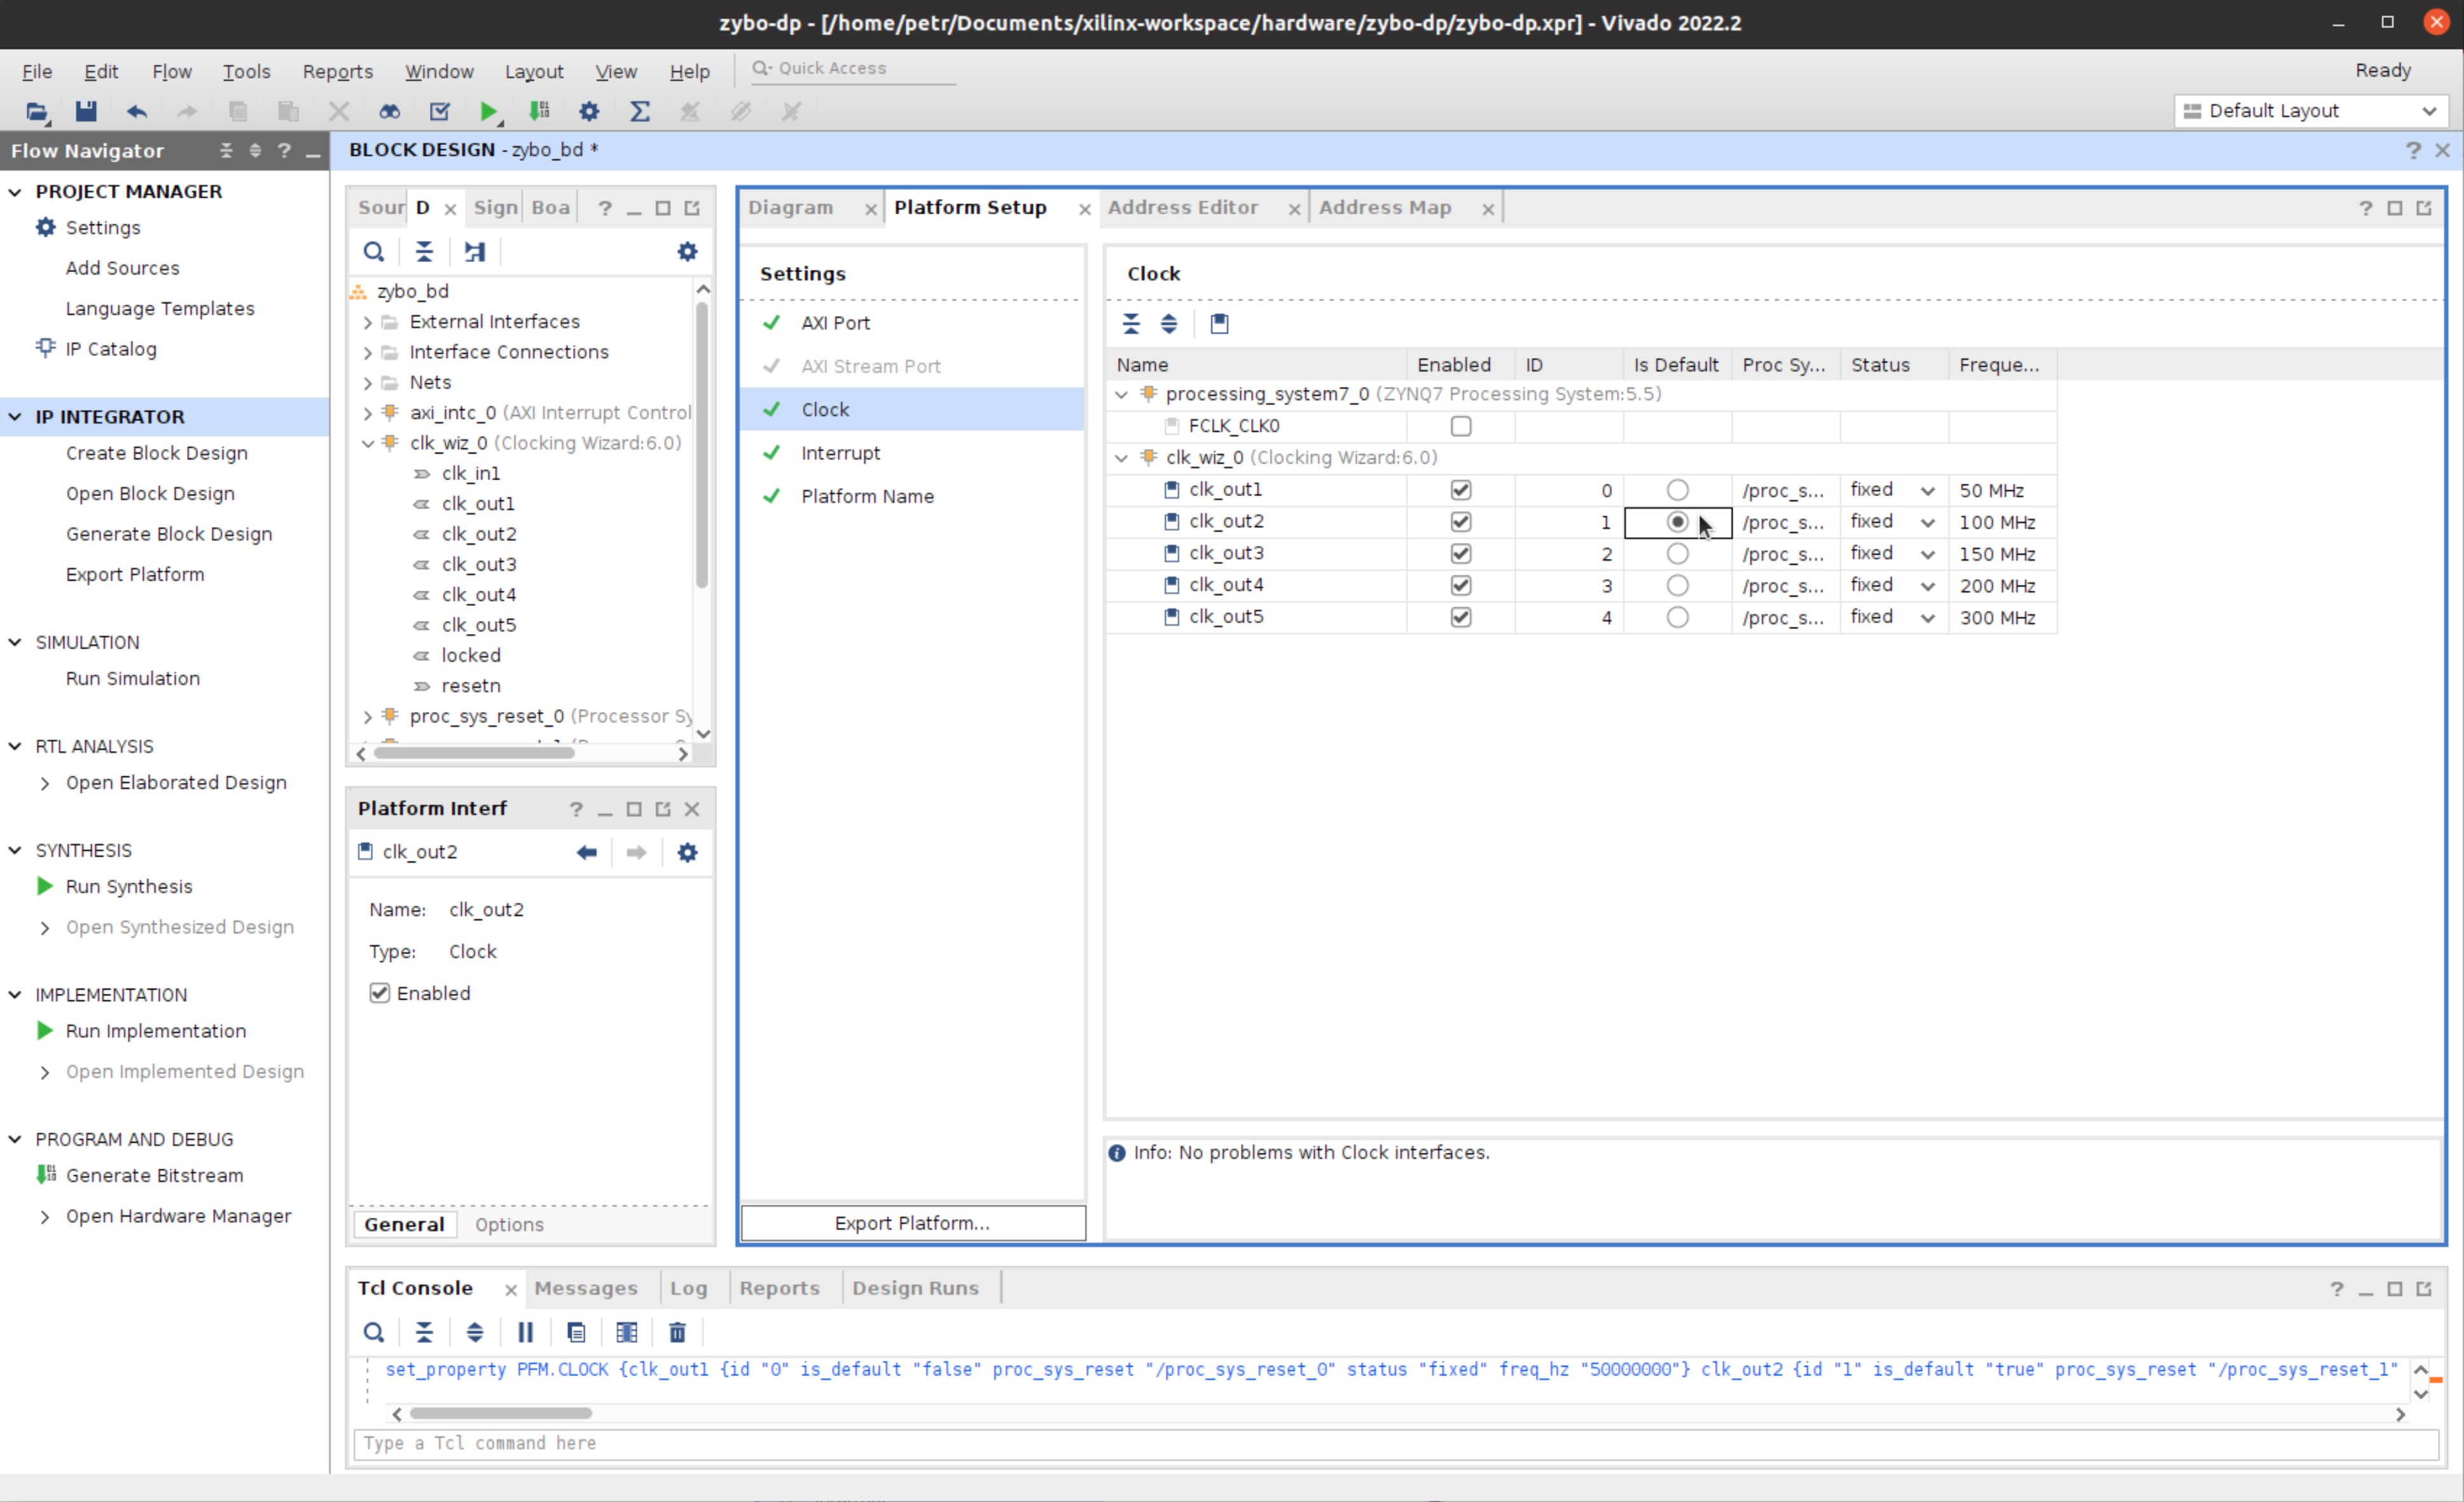 zybo-dp - [/home/petr/Documents/xilinx-workspace/hardware/zybo-dp/zybo-dp.xpr] - Vivado 2022.2
File Edit Flow Tools Reports Window Layout View Help Quick Access Ready
Default Layout
Flow Navigator
PROJECT MANAGER
Settings
Add Sources
Language Templates
IP Catalog
IP INTEGRATOR
Create Block Design
Open Block Design
Generate Block Design
Export Platform
SIMULATION
Run Simulation
RTL ANALYSIS
Open Elaborated Design
SYNTHESIS
Run Synthesis
Open Synthesized Design
IMPLEMENTATION
Run Implementation
Open Implemented Design
PROGRAM AND DEBUG
Generate Bitstream
Open Hardware Manager
BLOCK DESIGN - zybo_bd *
Sour D Sign Boa
zybo_bd
External Interfaces
Interface Connections
Nets
axi_intc_0 (AXI Interrupt Control
clk_wiz_0 (Clocking Wizard:6.0)
clk_in1
clk_out1
clk_out2
clk_out3
clk_out4
clk_out5
locked
resetn
proc_sys_reset_0 (Processor Sy
Platform Interf
clk_out2
Name: clk_out2
Type: Clock
Enabled
General Options
Diagram Platform Setup Address Editor Address Map
Settings
AXI Port
AXI Stream Port
Clock
Interrupt
Platform Name
Export Platform...
Clock
Name Enabled ID Is Default Proc Sy... Status Freque...
processing_system7_0 (ZYNQ7 Processing System:5.5)
FCLK_CLK0
clk_wiz_0 (Clocking Wizard:6.0)
clk_out1 0 /proc_s... fixed 50 MHz
clk_out2 1 /proc_s... fixed 100 MHz
clk_out3 2 /proc_s... fixed 150 MHz
clk_out4 3 /proc_s... fixed 200 MHz
clk_out5 4 /proc_s... fixed 300 MHz
Info: No problems with Clock interfaces.
Tcl Console Messages Log Reports Design Runs
set_property PFM.CLOCK {clk_out1 {id "0" is_default "false" proc_sys_reset "/proc_sys_reset_0" status "fixed" freq_hz "50000000"} clk_out2 {id "1" is_default "true" proc_sys_reset "/proc_sys_reset_1"
Type a Tcl command here